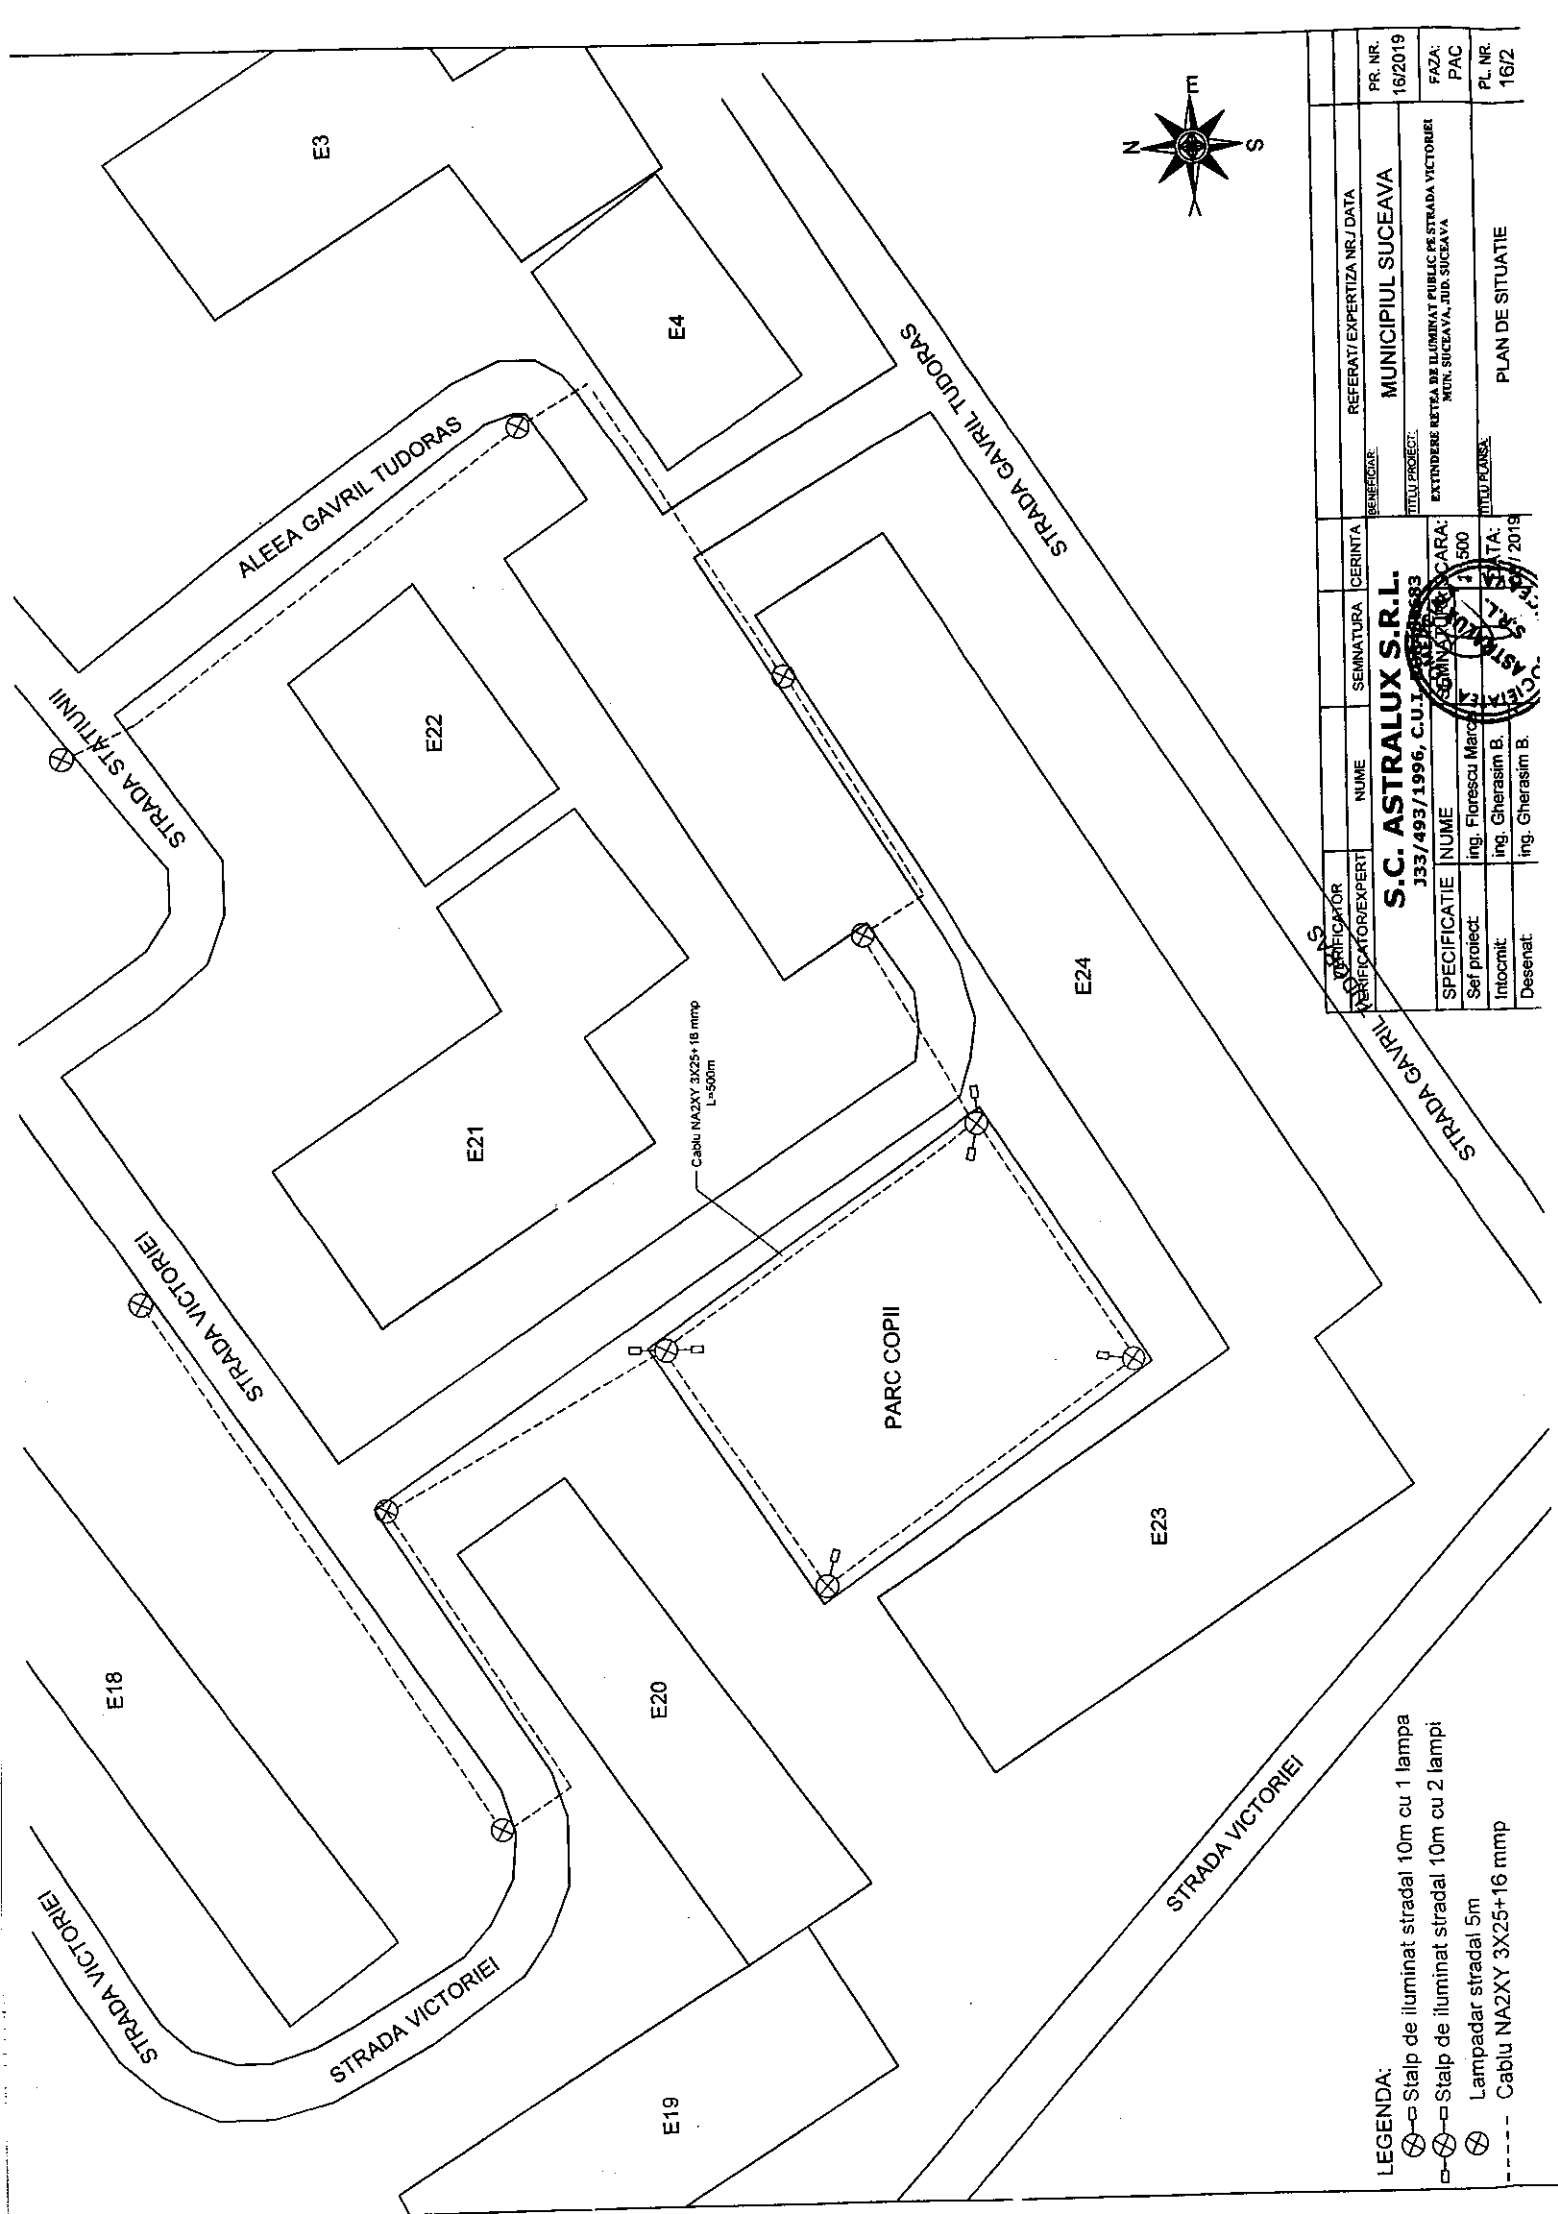 STRADA VICTORIEI
STRADA VICTORIEI
E18
E19
STRADA VICTORIEI
STRADA STATIUNII
ALEEA GAVRIL TUDORAS
E3
E4
E22
E21
E20
Cablu NA2XY 3X25+16 mmp
L=500m
PARC COPII
E24
E23
STRADA VICTORIEI
STRADA GAVRIL TUDORAS
STRADA GAVRIL TUDORAS
N
E
S
LEGENDA:
Stalp de iluminat stradal 10m cu 1 lampa
Stalp de iluminat stradal 10m cu 2 lampi
Lampadar stradal 5m
Cablu NA2XY 3X25+16 mmp
VERIFICATOR
VERIFICATOR/EXPERT NUME SEMNATURA CERINTA REFERAT/ EXPERTIZA NR./ DATA
S.C. ASTRALUX S.R.L.
J33/493/1996, C.U.I.
BENEFICIAR:
MUNICIPIUL SUCEAVA
PR. NR.
16/2019
SPECIFICATIE NUME SEMNATURA SCARA:
500
TITLU PROIECT:
EXTINDERE RETEA DE ILUMINAT PUBLIC PE STRADA VICTORIEI
MUN. SUCEAVA, JUD. SUCEAVA
FAZA:
PAC
Sef proiect: ing. Florescu
Intocmit: ing. Gherasim B.
Desenat: ing. Gherasim B.
DATA:
2019
TITLU PLANSA:
PLAN DE SITUATIE
PL. NR.
16/2
SOCIETATEA
ASTRALUX
S.R.L.